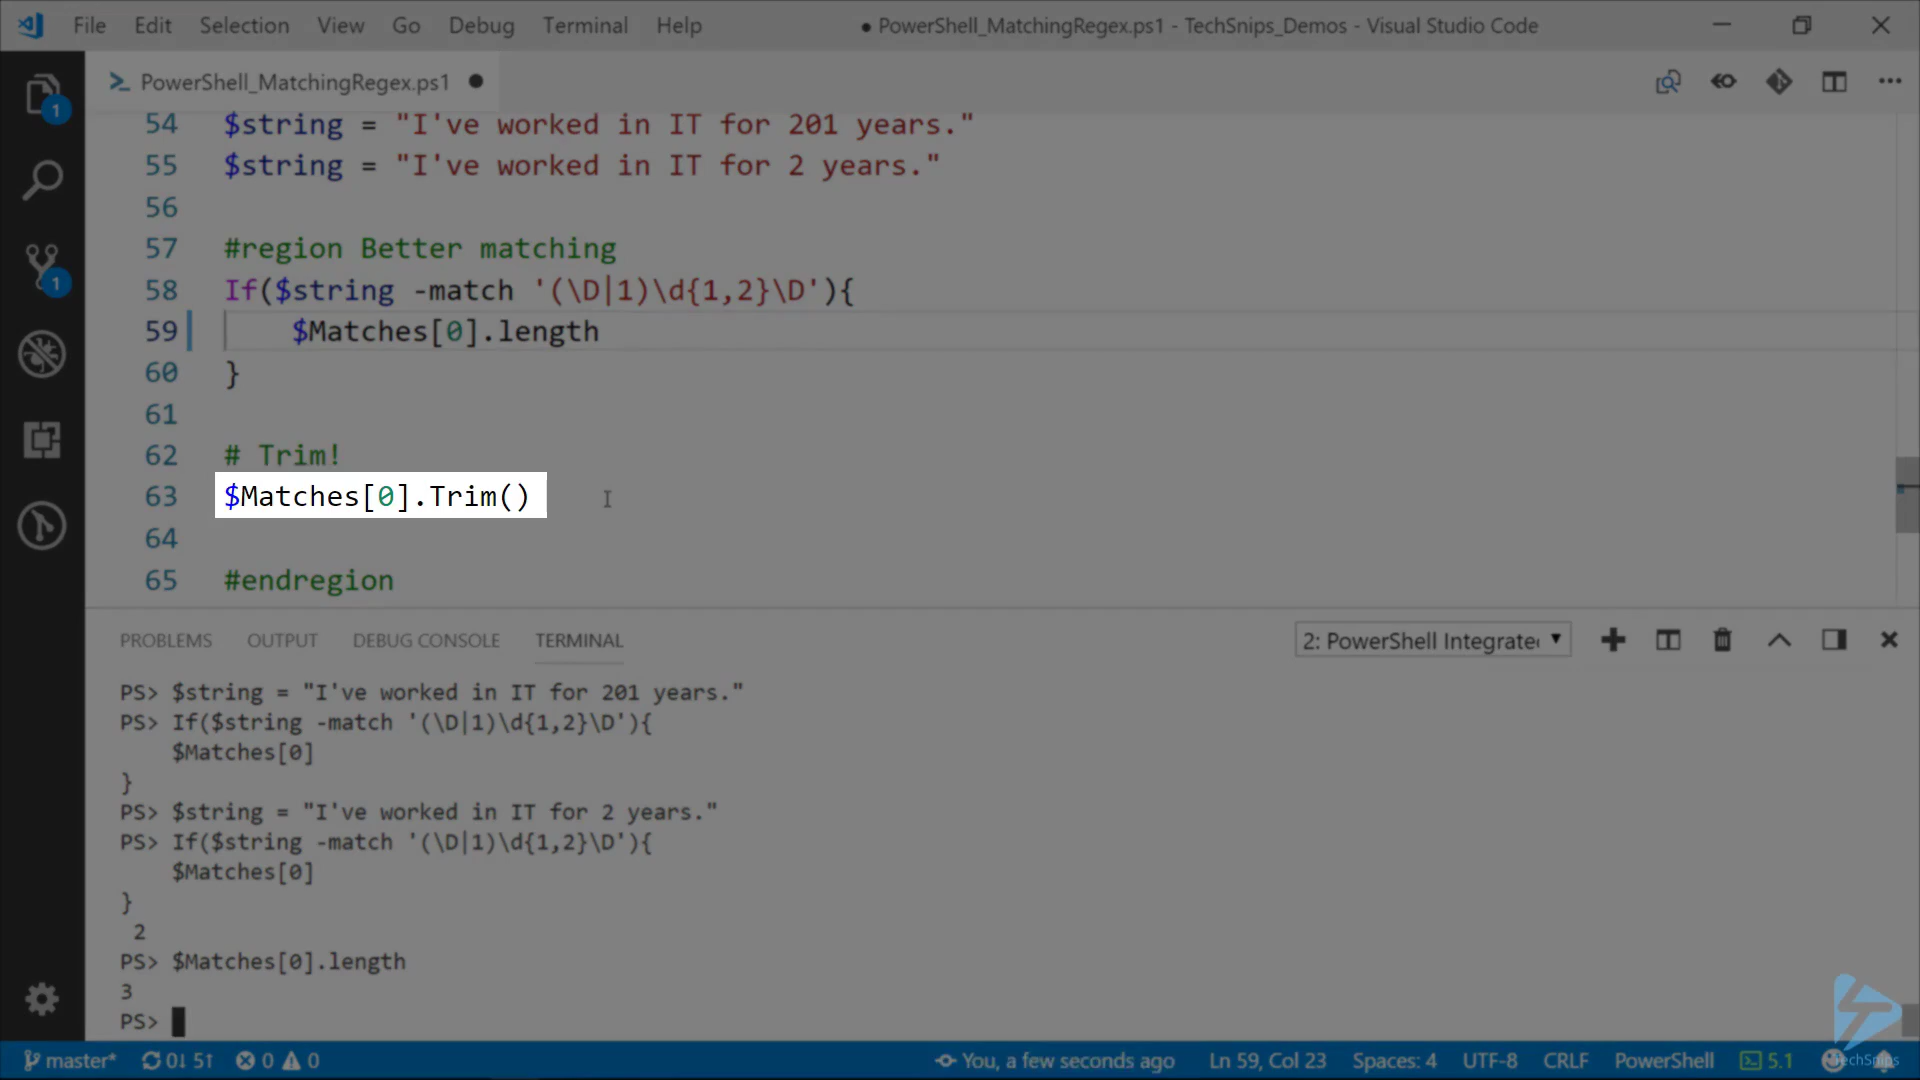 File Edit Selection View Go Debug Terminal Help ● PowerShell_MatchingRegex.ps1 - TechSnips_Demos - Visual Studio Code
PowerShell_MatchingRegex.ps1 ●
1
54 $string = "I've worked in IT for 201 years."
55 $string = "I've worked in IT for 2 years."
56
57 #region Better matching
1
58 If($string -match '(\D|1)\d{1,2}\D'){
59 $Matches[0].length
60 }
61
62 # Trim!
63 $Matches[0].Trim()
64
65 #endregion
PROBLEMS OUTPUT DEBUG CONSOLE TERMINAL 2: PowerShell Integrate
PS> $string = "I've worked in IT for 201 years."
PS> If($string -match '(\D|1)\d{1,2}\D'){
$Matches[0]
}
PS> $string = "I've worked in IT for 2 years."
PS> If($string -match '(\D|1)\d{1,2}\D'){
$Matches[0]
}
2
PS> $Matches[0].length
3
PS>
master* 0↓ 5↑ 0 0 You, a few seconds ago Ln 59, Col 23 Spaces: 4 UTF-8 CRLF PowerShell 5.1 TechSnips